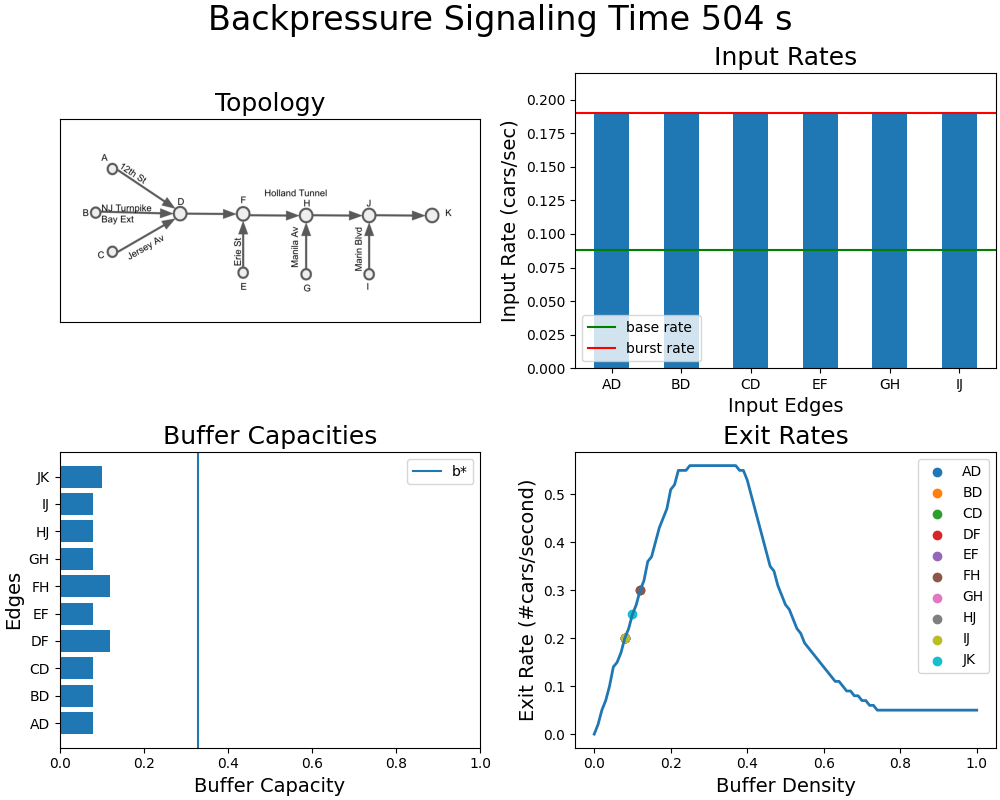 Backpressure Signaling Time 504 s
Topology
A
12th St
B
NJ Turnpike
Bay Ext
C
Jersey Av
D
F
Holland Tunnel
H
J
K
Erie St
Manila Av
Marin Blvd
E
G
I
Input Rates
Input Rate (cars/sec)
0.200
0.175
0.150
0.125
0.100
0.075
0.050
0.025
0.000
base rate
burst rate
AD BD CD EF GH IJ
Input Edges
Buffer Capacities
Edges
JK
IJ
HJ
GH
FH
EF
DF
CD
BD
AD
b*
0.0 0.2 0.4 0.6 0.8 1.0
Buffer Capacity
Exit Rates
Exit Rate (#cars/second)
0.5
0.4
0.3
0.2
0.1
0.0
AD
BD
CD
DF
EF
FH
GH
HJ
IJ
JK
0.0 0.2 0.4 0.6 0.8 1.0
Buffer Density